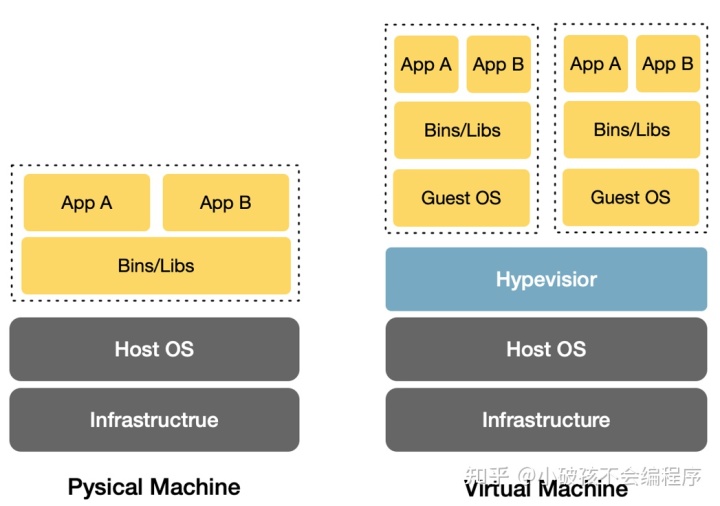 App A App B
Bins/Libs
Host OS
Infrastructrue
Pysical Machine
App A App B App A App B
Bins/Libs Bins/Libs
Guest OS Guest OS
Hypevisior
Host OS
Infrastructure
知乎 @小破孩不会编程序
Virtual Machine